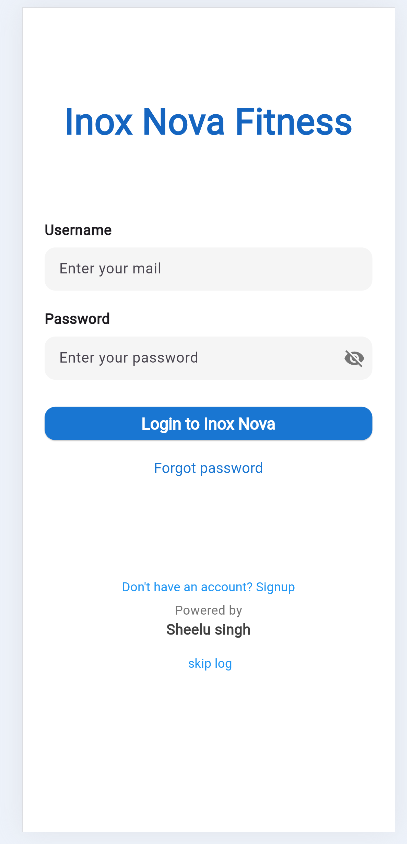 Inox Nova Fitness
Username
Enter your mail
Password
Enter your password
Login to Inox Nova
Forgot password
Don't have an account? Signup
Powered by
Sheelu singh
skip log